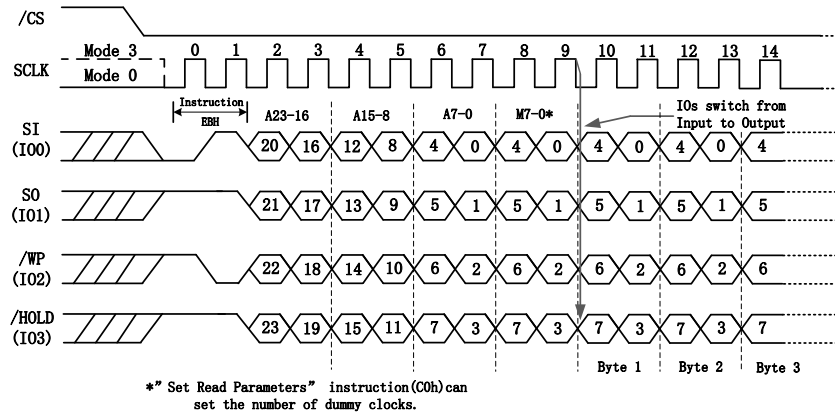 /CS
Mode 3 0 1 2 3 4 5 6 7 8 9 10 11 12 13 14
SCLK
Mode 0
Instruction A23-16 A15-8 A7-0 M7-0* IOs switch from
EBH Input to Output
SI
(IO0) 20 16 12 8 4 0 4 0 4 0 4 0 4
SO
(IO1) 21 17 13 9 5 1 5 1 5 1 5 1 5
/WP
(IO2) 22 18 14 10 6 2 6 2 6 2 6 2 6
/HOLD
(IO3) 23 19 15 11 7 3 7 3 7 3 7 3 7
Byte 1 Byte 2 Byte 3
*" Set Read Parameters" instruction(C0h)can
set the number of dummy clocks.